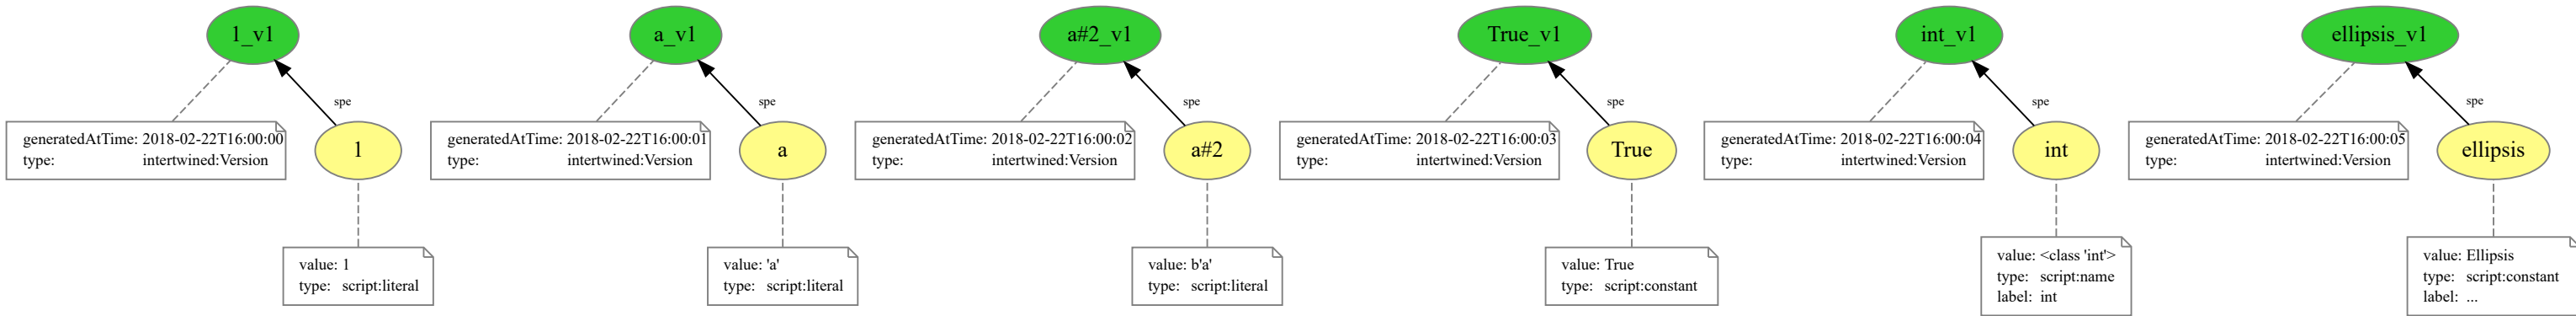 1_v1
a_v1
a#2_v1
True_v1
int_v1
ellipsis_v1
spe
spe
spe
spe
spe
spe
generatedAtTime: 2018-02-22T16:00:00
type: intertwined:Version
1
generatedAtTime: 2018-02-22T16:00:01
type: intertwined:Version
a
generatedAtTime: 2018-02-22T16:00:02
type: intertwined:Version
a#2
generatedAtTime: 2018-02-22T16:00:03
type: intertwined:Version
True
generatedAtTime: 2018-02-22T16:00:04
type: intertwined:Version
int
generatedAtTime: 2018-02-22T16:00:05
type: intertwined:Version
ellipsis
value: 1
type: script:literal
value: 'a'
type: script:literal
value: b'a'
type: script:literal
value: True
type: script:constant
value: <class 'int'>
type: script:name
label: int
value: Ellipsis
type: script:constant
label: ...